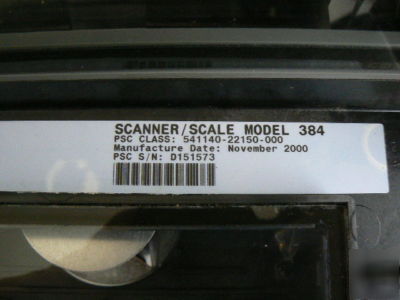 SCANNER/SCALE MODEL 384
PSC CLASS: 541140-22150-000
Manufacture Date: November 2000
PSC S/N: D151573